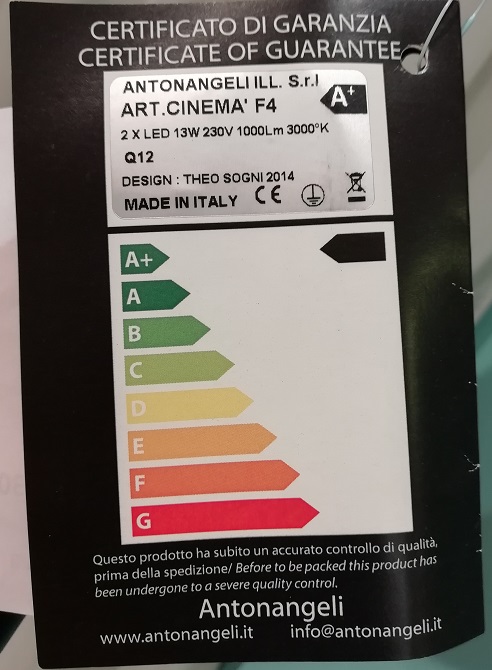 CERTIFICATO DI GARANZIA
CERTIFICATE OF GUARANTEE
ANTONANGELI ILL. S.r.l
A+
ART.CINEMA' F4
2 X LED 13W 230V 1000Lm 3000°K
Q12
DESIGN : THEO SOGNI 2014
MADE IN ITALY CE
A+
A
B
C
D
E
F
G
Questo prodotto ha subito un accurato controllo di qualità,
prima della spedizione/ Before to be packed this product has
been undergone to a severe quality control.
Antonangeli
www.antonangeli.it info@antonangeli.it